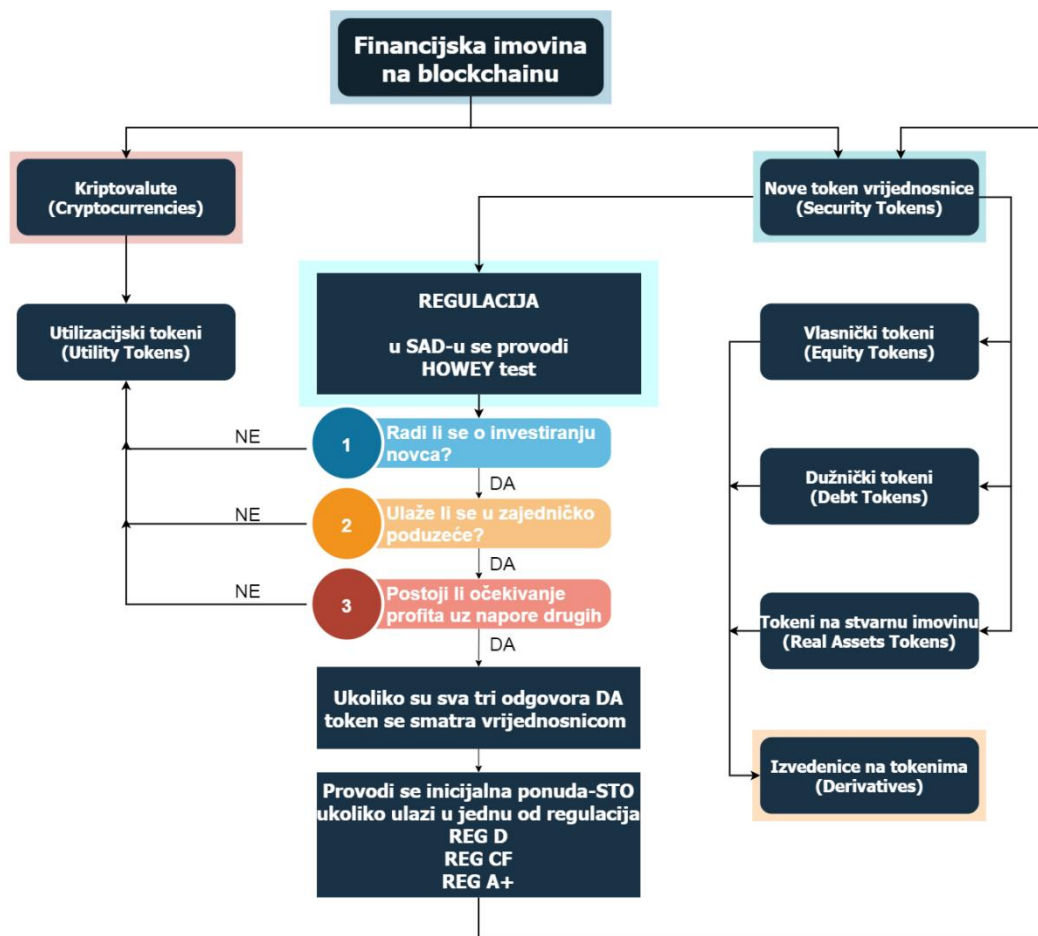 Financijska imovina
na blockchainu
Kriptovalute
(Cryptocurrencies)
Nove token vrijednosnice
(Security Tokens)
Utilizacijski tokeni
(Utility Tokens)
REGULACIJA
u SAD-u se provodi
HOWEY test
Vlasnički tokeni
(Equity Tokens)
NE
1
Radi li se o investiranju
novca?
DA
NE
2
Ulaže li se u zajedničko
poduzeće?
Dužnički tokeni
(Debt Tokens)
DA
NE
3
Postoji li očekivanje
profita uz napore drugih
Tokeni na stvarnu imovinu
(Real Assets Tokens)
DA
Ukoliko su sva tri odgovora DA
token se smatra vrijednosnicom
Izvedenice na tokenima
(Derivatives)
Provodi se inicijalna ponuda-STO
ukoliko ulazi u jednu od regulacija
REG D
REG CF
REG A+